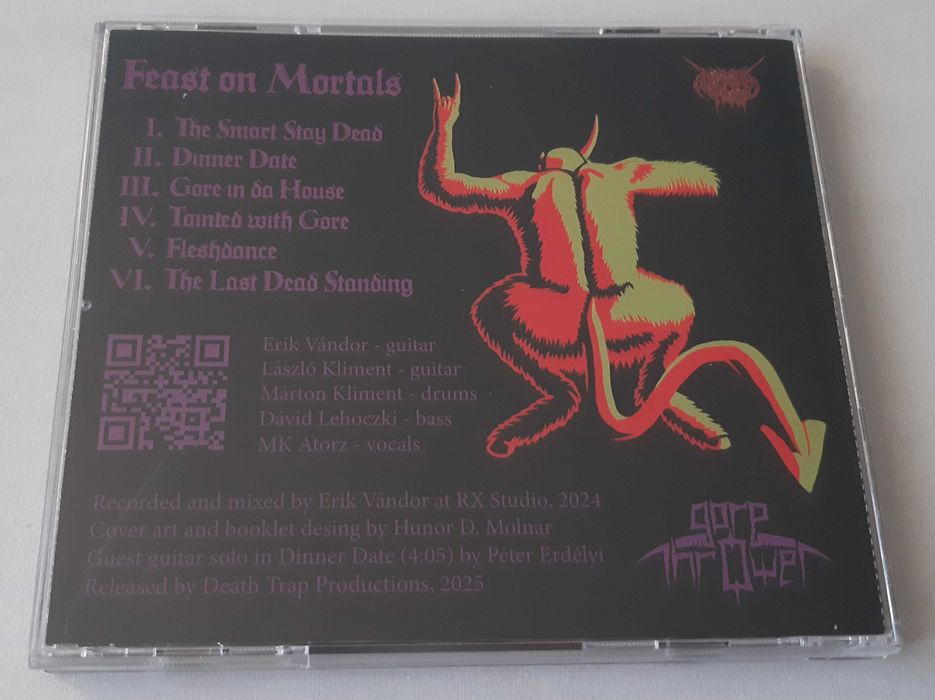 Feast on Mortals
I. The Smart Stay Dead
II. Dinner Date
III. Gore in da House
IV. Tainted with Gore
V. Fleshdance
VI. The Last Dead Standing
Erik Vándor - guitar
László Kliment - guitar
Márton Kliment - drums
Dávid Lehoczki - bass
MK Atorz - vocals
Recorded and mixed by Erik Vándor at RX Studio, 2024
Cover art and booklet desing by Hunor D. Molnár
Guest guitar solo in Dinner Date (4:05) by Péter Erdélyi
Released by Death Trap Productions, 2025
gore
THrOWer